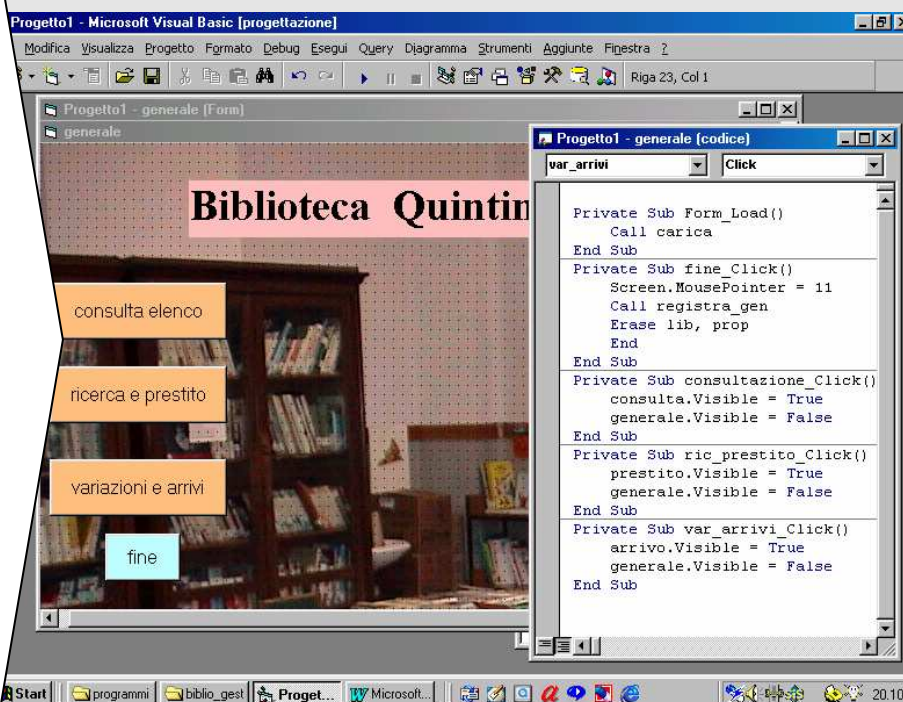 Progetto1 - Microsoft Visual Basic [progettazione]
Modifica Visualizza Progetto Formato Debug Esegui Query Diagramma Strumenti Aggiunte Finestra ?
Riga 23, Col 1
Progetto1 - generale (Form)
generale
Biblioteca Quintin
consulta elenco
ricerca e prestito
variazioni e arrivi
fine
Progetto1 - generale (codice)
var_arrivi Click
Private Sub Form_Load()
Call carica
End Sub
Private Sub fine_Click()
Screen.MousePointer = 11
Call registra_gen
Erase lib, prop
End
End Sub
Private Sub consultazione_Click()
consulta.Visible = True
generale.Visible = False
End Sub
Private Sub ric_prestito_Click()
prestito.Visible = True
generale.Visible = False
End Sub
Private Sub var_arrivi_Click()
arrivo.Visible = True
generale.Visible = False
End Sub
Start programmi biblio_gest Proget... Microsoft... 20.10